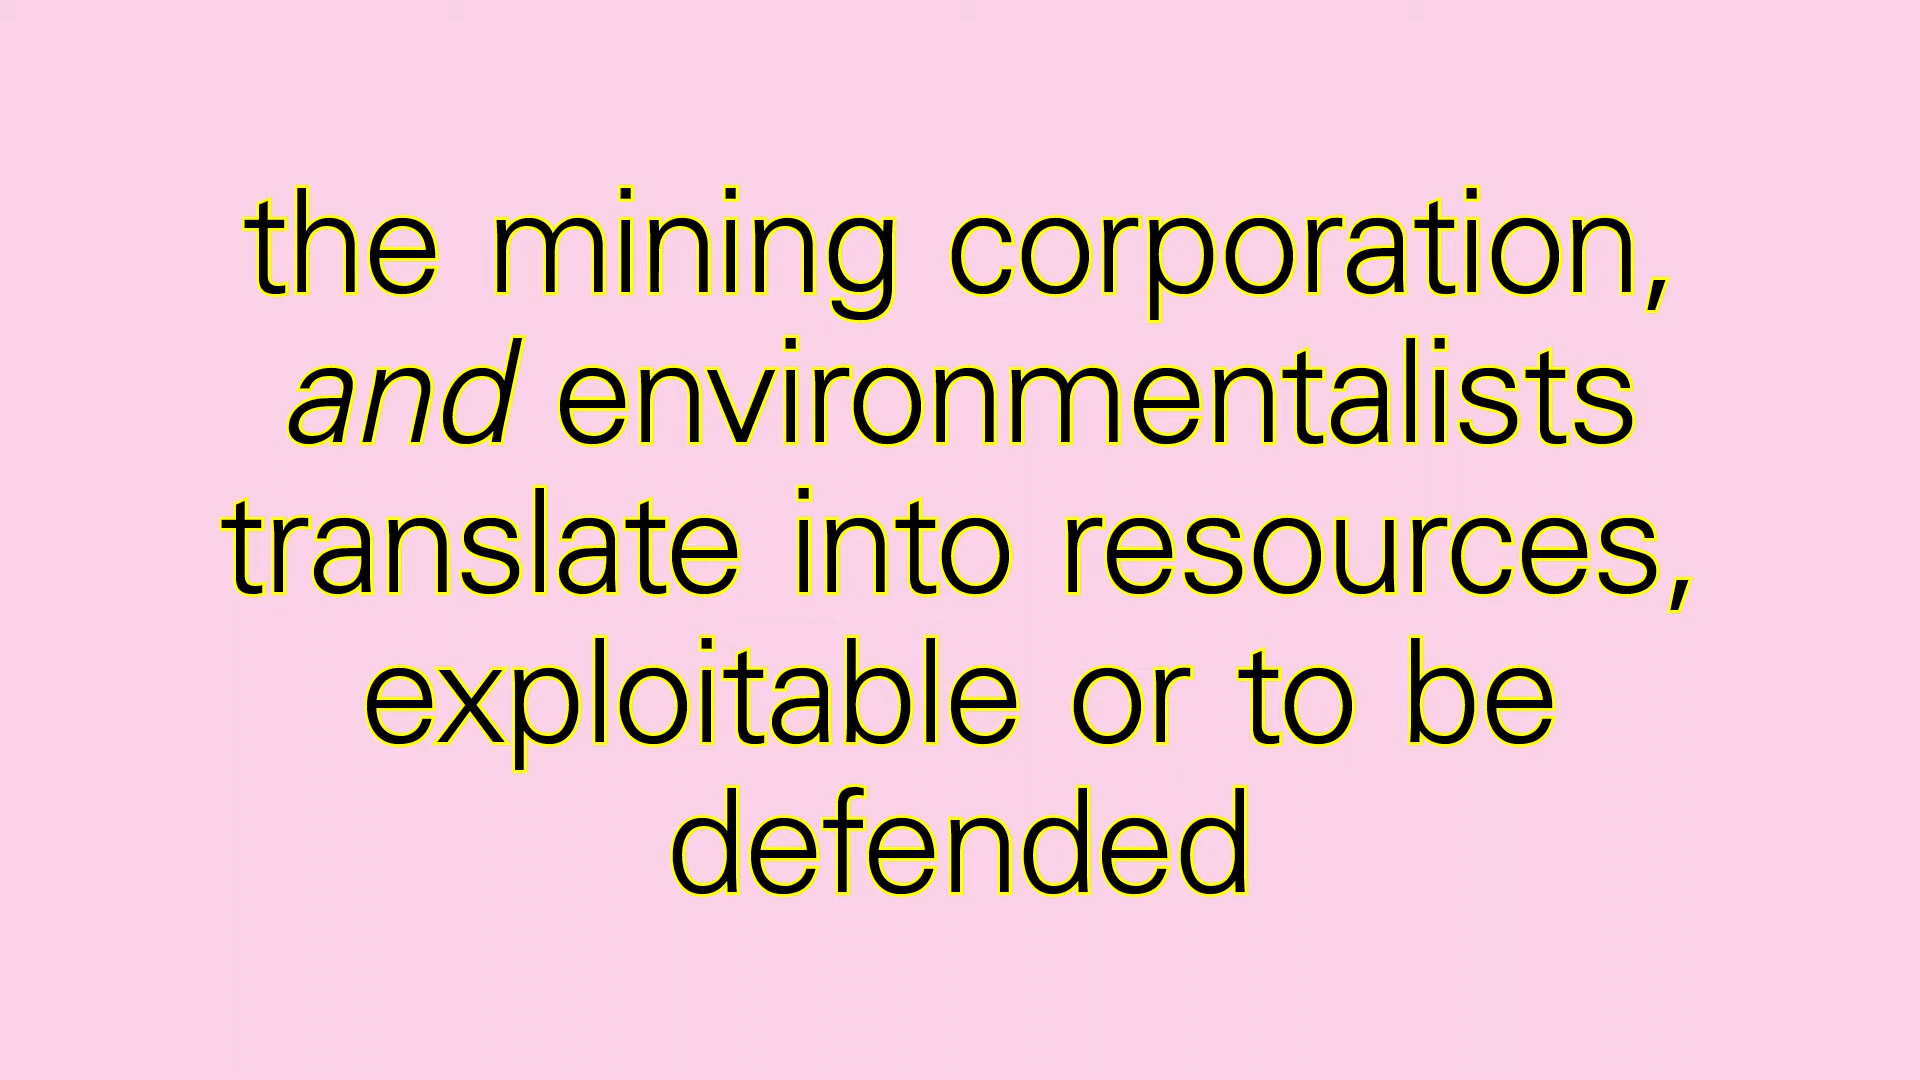 the mining corporation,
and environmentalists
translate into resources,
exploitable or to be
defended